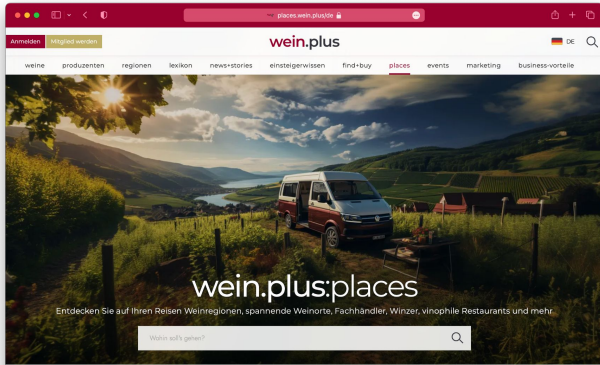 places.wein.plus/de
Anmelden Mitglied werden
wein.plus
DE
weine produzenten regionen lexikon news+stories einsteigerwissen find+buy places events marketing business-vorteile
wein.plus:places
Entdecken Sie auf Ihren Reisen Weinregionen, spannende Weinorte, Fachhändler, Winzer, vinophile Restaurants und mehr
Wohin soll's gehen?